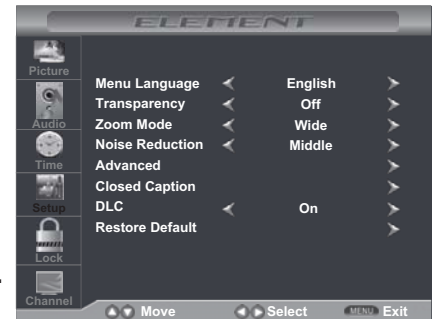 ELEMENT
Picture
Audio
Time
Setup
Lock
Channel
Menu Language English
Transparency Off
Zoom Mode Wide
Noise Reduction Middle
Advanced
Closed Caption
DLC On
Restore Default
Move Select MENU Exit